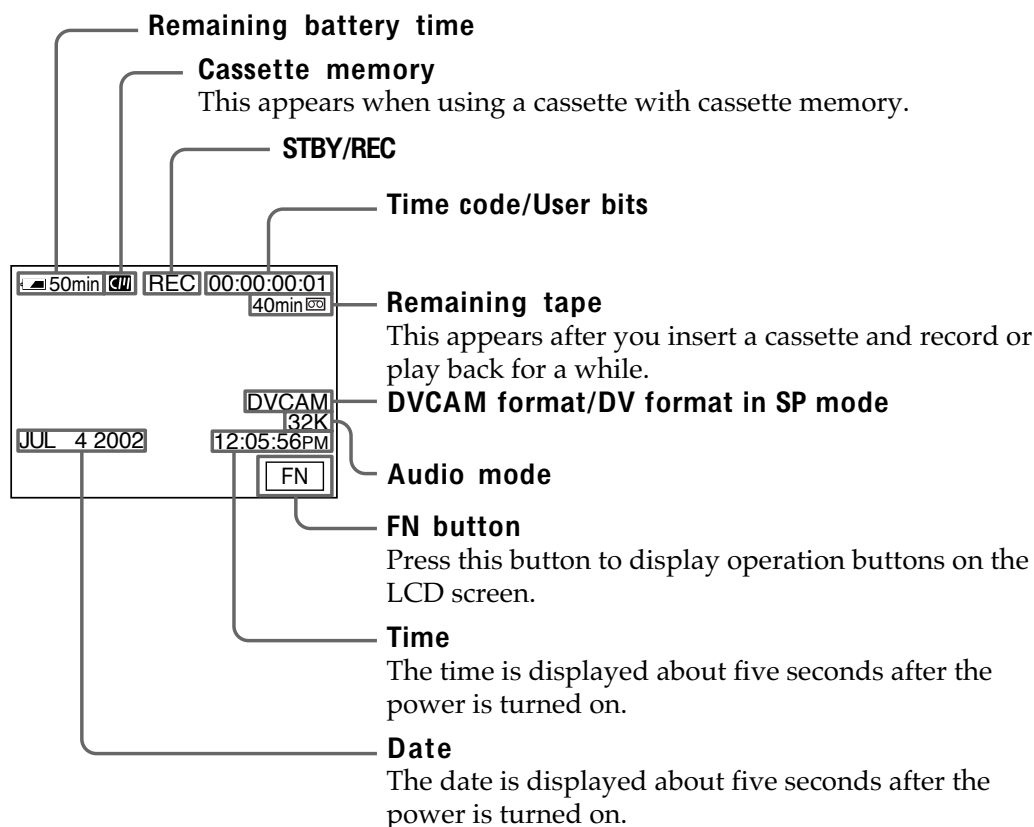 Remaining battery time
Cassette memory
This appears when using a cassette with cassette memory.
STBY/REC
Time code/User bits
50min REC 00:00:00:01
40min
Remaining tape
This appears after you insert a cassette and record or
play back for a while.
DVCAM
DVCAM format/DV format in SP mode
32K
JUL 4 2002 12:05:56PM
FN
Audio mode
FN button
Press this button to display operation buttons on the
LCD screen.
Time
The time is displayed about five seconds after the
power is turned on.
Date
The date is displayed about five seconds after the
power is turned on.